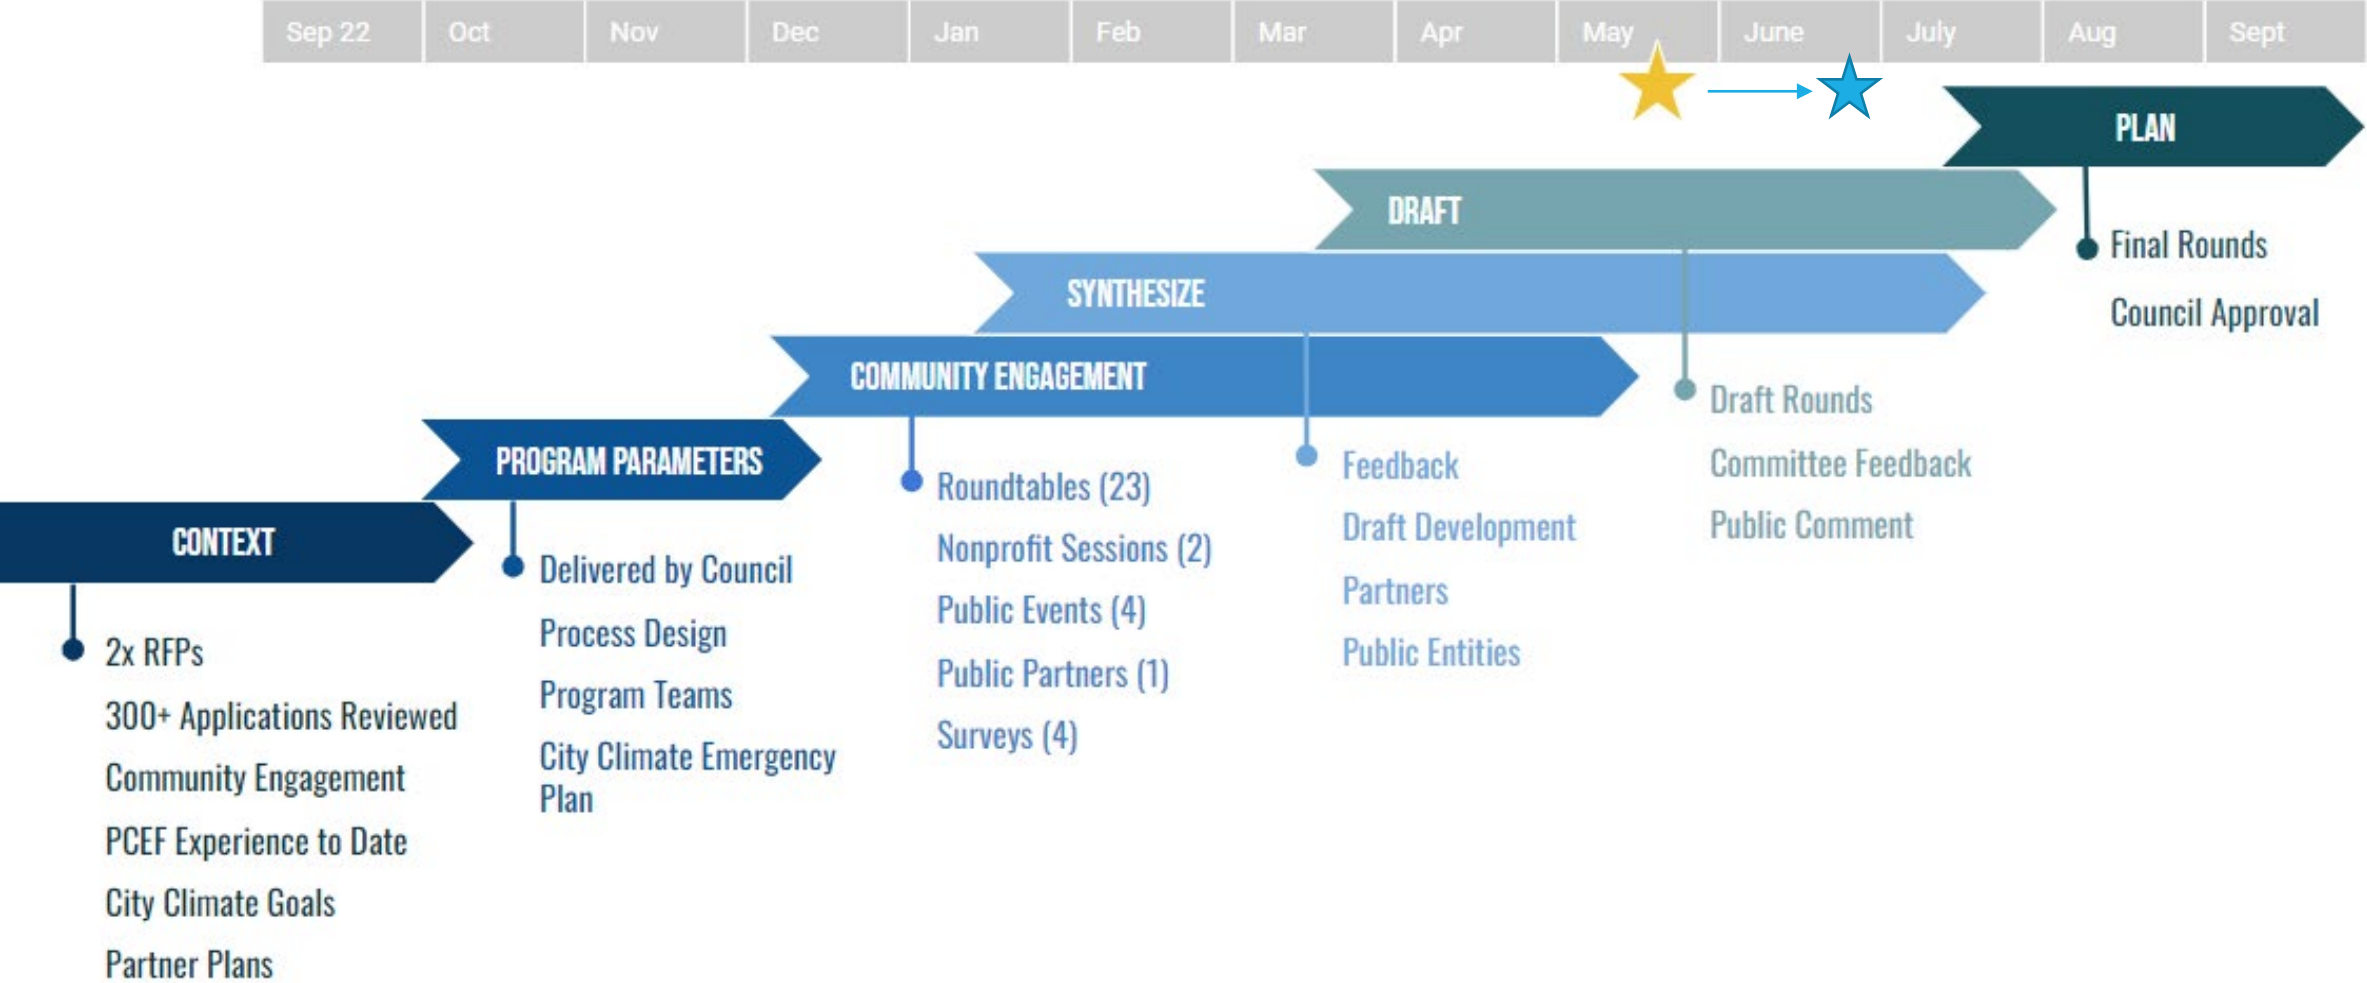 Sep 22 Oct Nov Dec Jan Feb Mar Apr May June July Aug Sept
PLAN
Final Rounds
Council Approval
DRAFT
Draft Rounds
Committee Feedback
Public Comment
SYNTHESIZE
Feedback
Draft Development
Partners
Public Entities
COMMUNITY ENGAGEMENT
Roundtables (23)
Nonprofit Sessions (2)
Public Events (4)
Public Partners (1)
Surveys (4)
PROGRAM PARAMETERS
Delivered by Council
Process Design
Program Teams
City Climate Emergency
Plan
CONTEXT
2x RFPs
300+ Applications Reviewed
Community Engagement
PCEF Experience to Date
City Climate Goals
Partner Plans